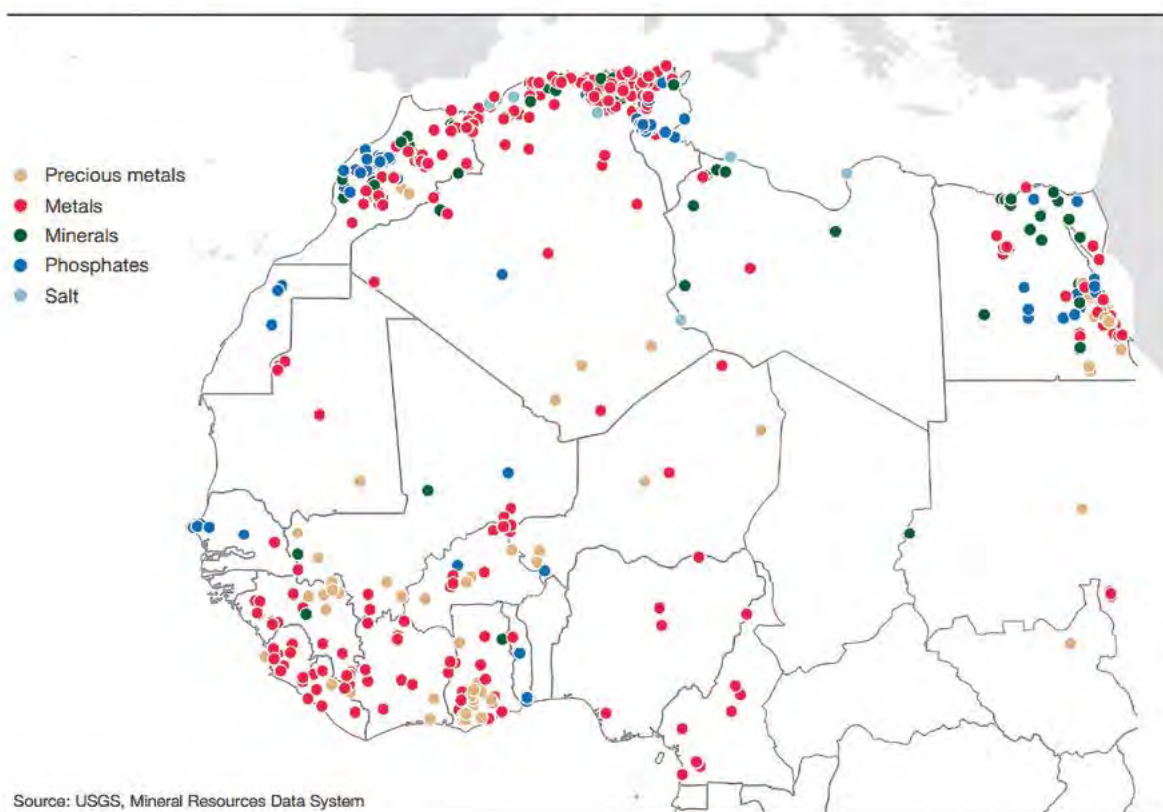 Precious metals
Metals
Minerals
Phosphates
Salt
Source: USGS, Mineral Resources Data System